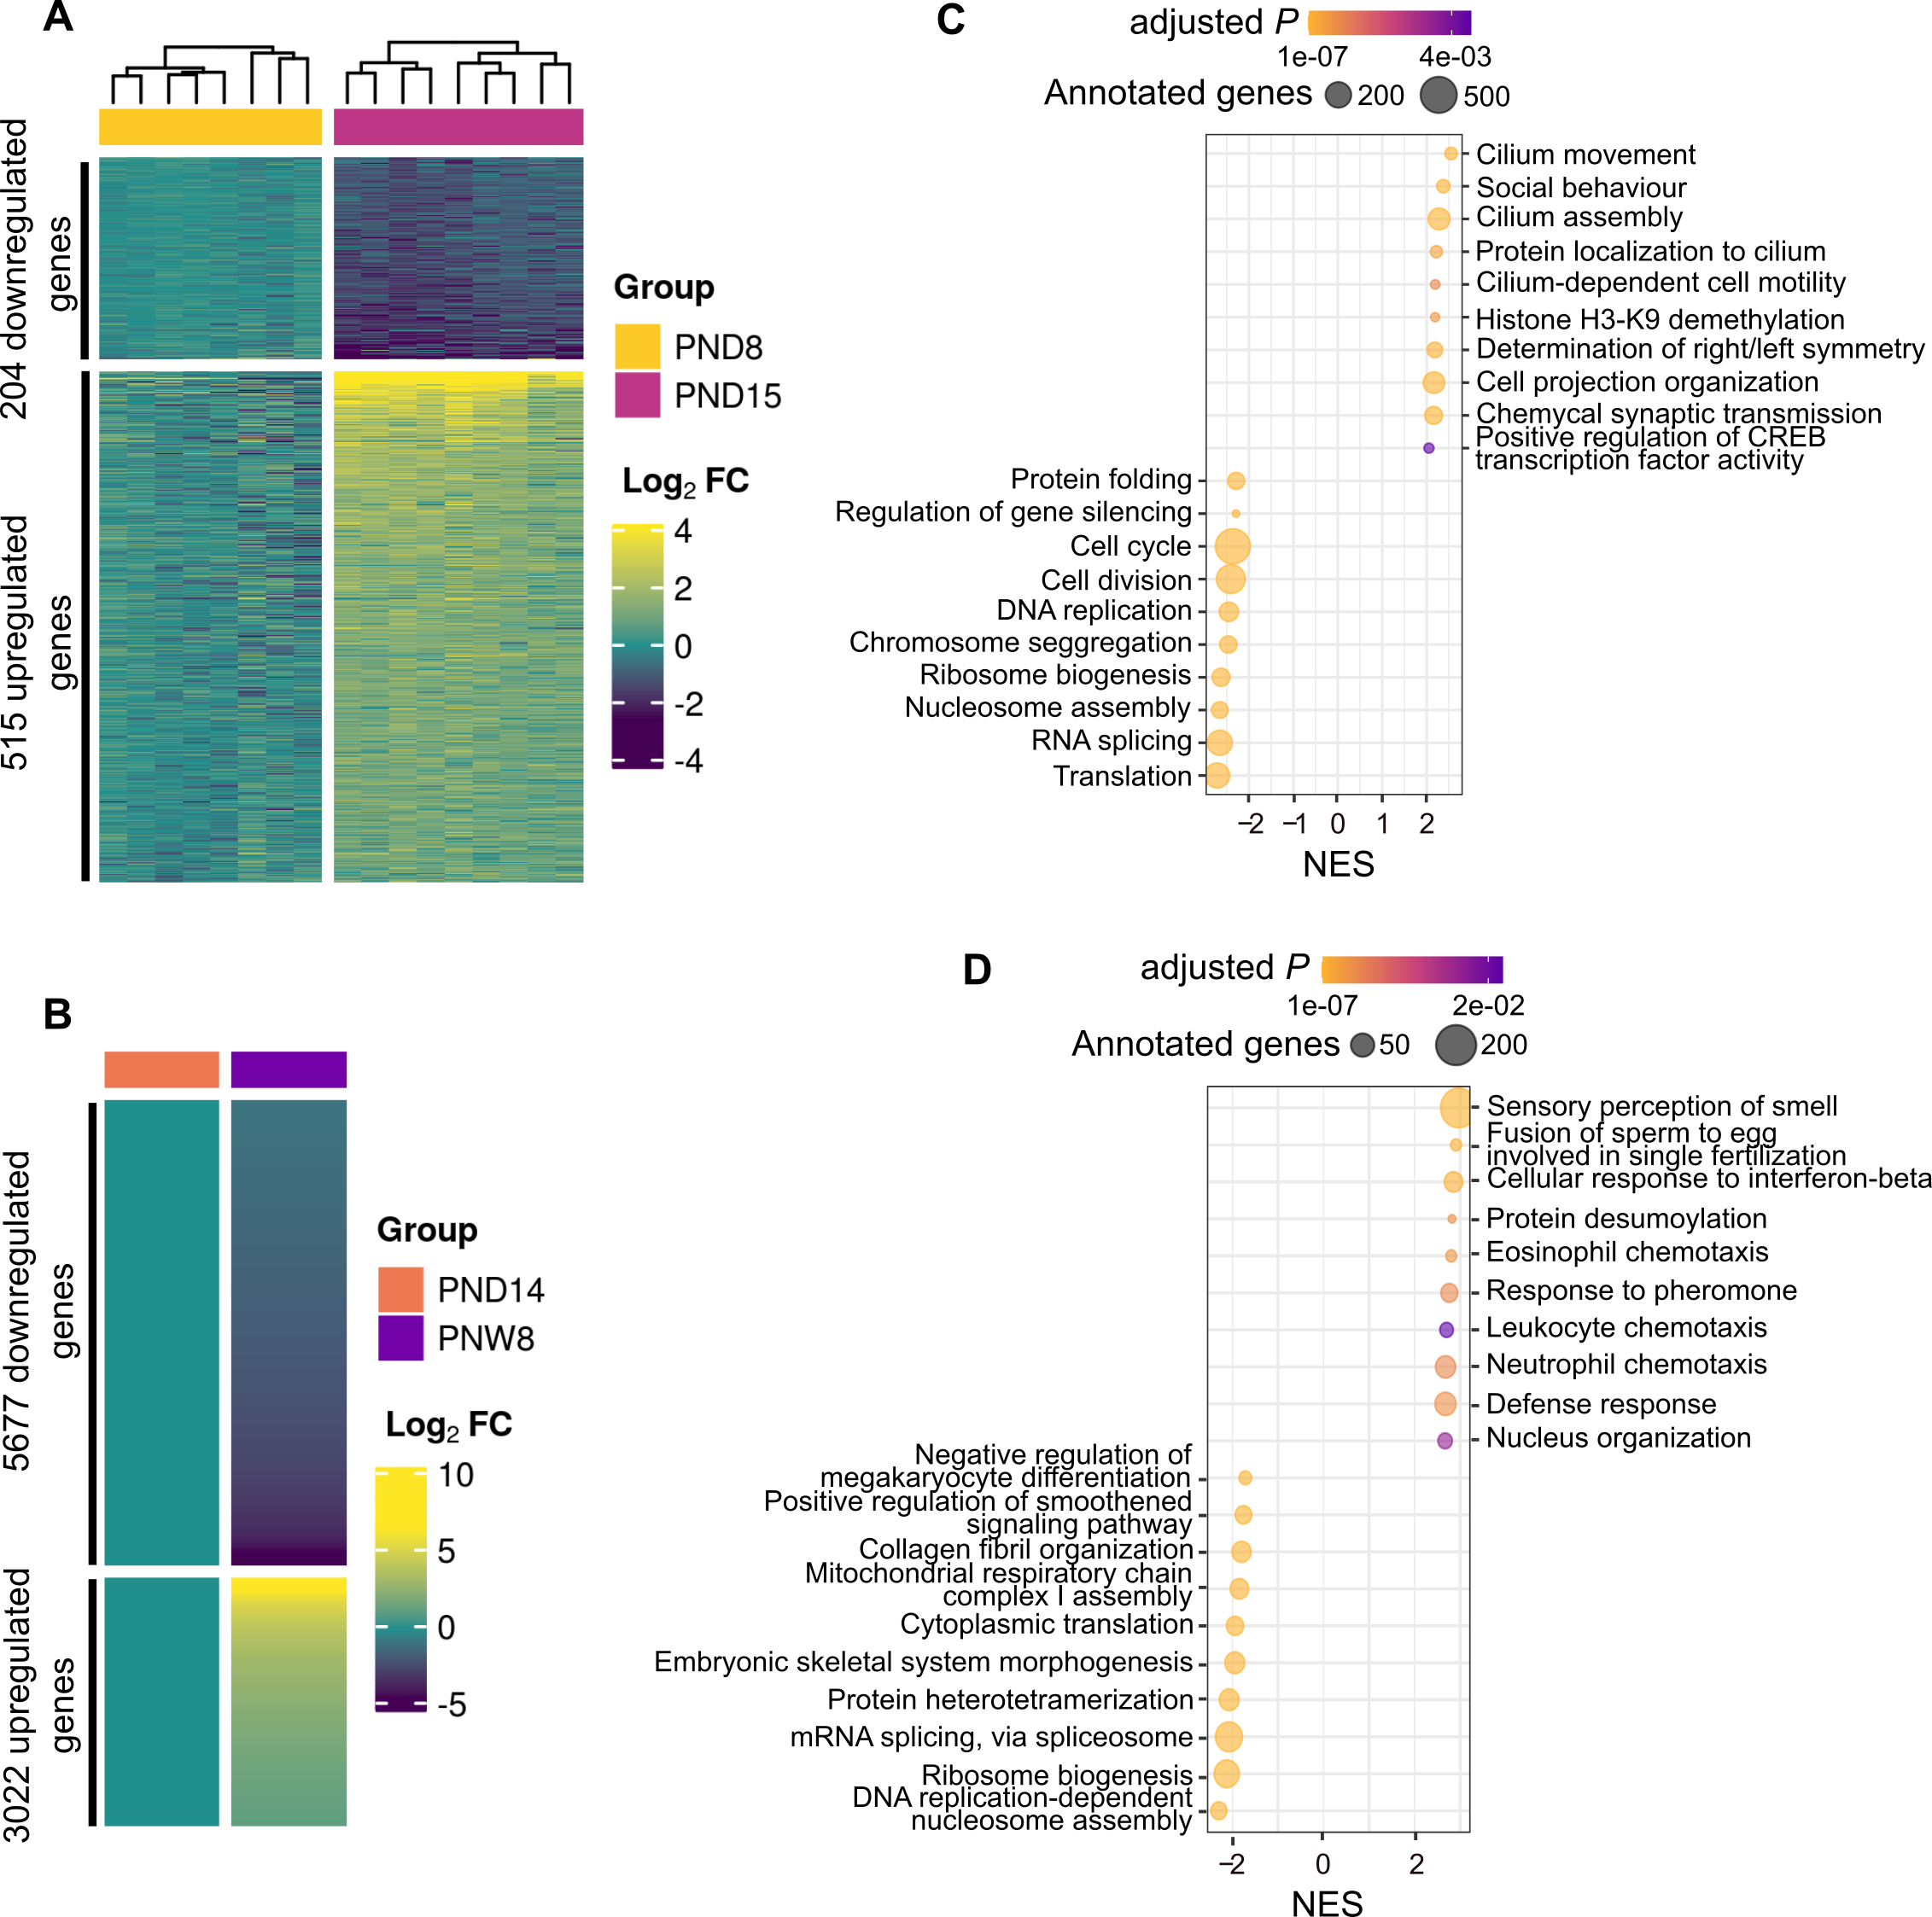 A
204 downregulated
genes
515 upregulated
genes
Group
PND8
PND15
Log2 FC
4
2
0
-2
-4
B
5677 downregulated
genes
3022 upregulated
genes
Group
PND14
PNW8
Log2 FC
10
5
0
-5
C
adjusted P
1e-07 4e-03
Annotated genes 200 500
Cilium movement
Social behaviour
Cilium assembly
Protein localization to cilium
Cilium-dependent cell motility
Histone H3-K9 demethylation
Determination of right/left symmetry
Cell projection organization
Chemycal synaptic transmission
Positive regulation of CREB
transcription factor activity
Protein folding
Regulation of gene silencing
Cell cycle
Cell division
DNA replication
Chromosome seggregation
Ribosome biogenesis
Nucleosome assembly
RNA splicing
Translation
−2 −1 0 1 2
NES
D
adjusted P
1e-07 2e-02
Annotated genes 50 200
Sensory perception of smell
Fusion of sperm to egg
involved in single fertilization
Cellular response to interferon-beta
Protein desumoylation
Eosinophil chemotaxis
Response to pheromone
Leukocyte chemotaxis
Neutrophil chemotaxis
Defense response
Nucleus organization
Negative regulation of
megakaryocyte differentiation
Positive regulation of smoothened
signaling pathway
Collagen fibril organization
Mitochondrial respiratory chain
complex I assembly
Cytoplasmic translation
Embryonic skeletal system morphogenesis
Protein heterotetramerization
mRNA splicing, via spliceosome
Ribosome biogenesis
DNA replication-dependent
nucleosome assembly
−2 0 2
NES